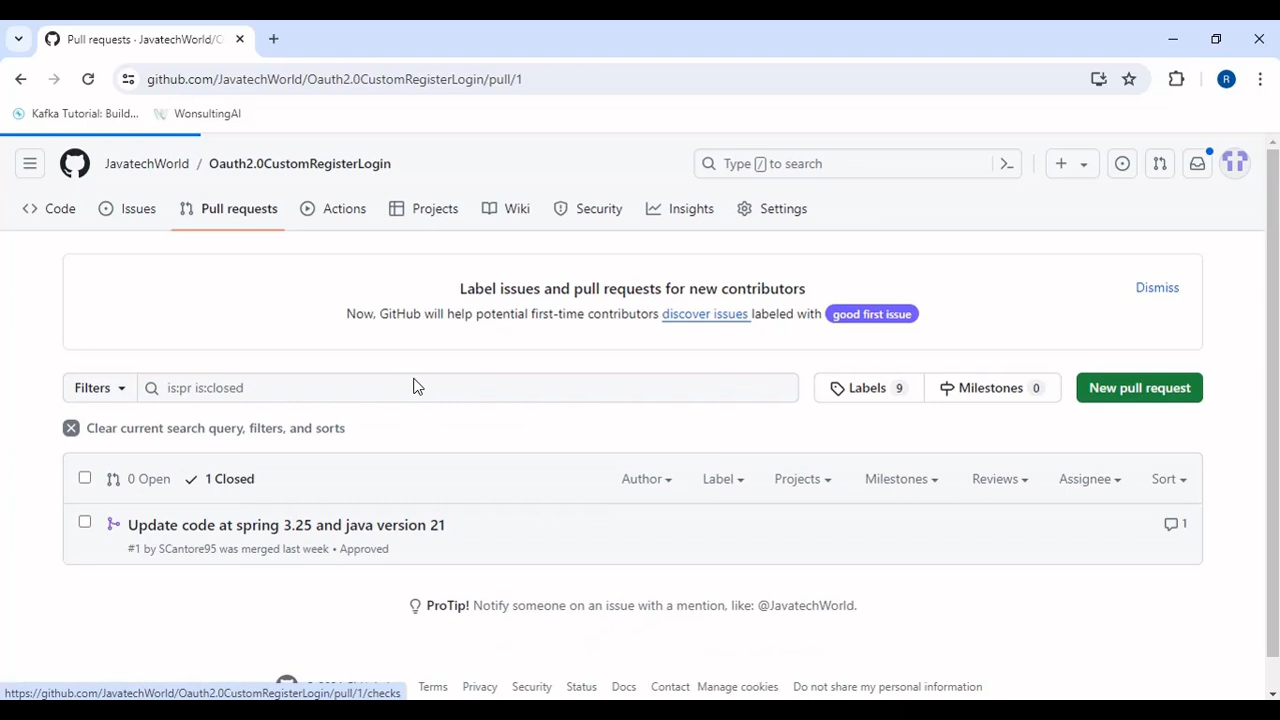 Pull requests · JavatechWorld/O
github.com/JavatechWorld/Oauth2.0CustomRegisterLogin/pull/1
R
Kafka Tutorial: Build...
WonsultingAI
JavatechWorld / Oauth2.0CustomRegisterLogin
Type / to search
Code
Issues
Pull requests
Actions
Projects
Wiki
Security
Insights
Settings
Label issues and pull requests for new contributors
Dismiss
Now, GitHub will help potential first-time contributors discover issues labeled with good first issue
Filters
is:pr is:closed
Labels 9
Milestones 0
New pull request
Clear current search query, filters, and sorts
0 Open
1 Closed
Author
Label
Projects
Milestones
Reviews
Assignee
Sort
Update code at spring 3.25 and java version 21
1
#1 by SCantore95 was merged last week • Approved
ProTip! Notify someone on an issue with a mention, like: @JavatechWorld.
Terms
Privacy
Security
Status
Docs
Contact
Manage cookies
Do not share my personal information
https://github.com/JavatechWorld/Oauth2.0CustomRegisterLogin/pull/1/checks